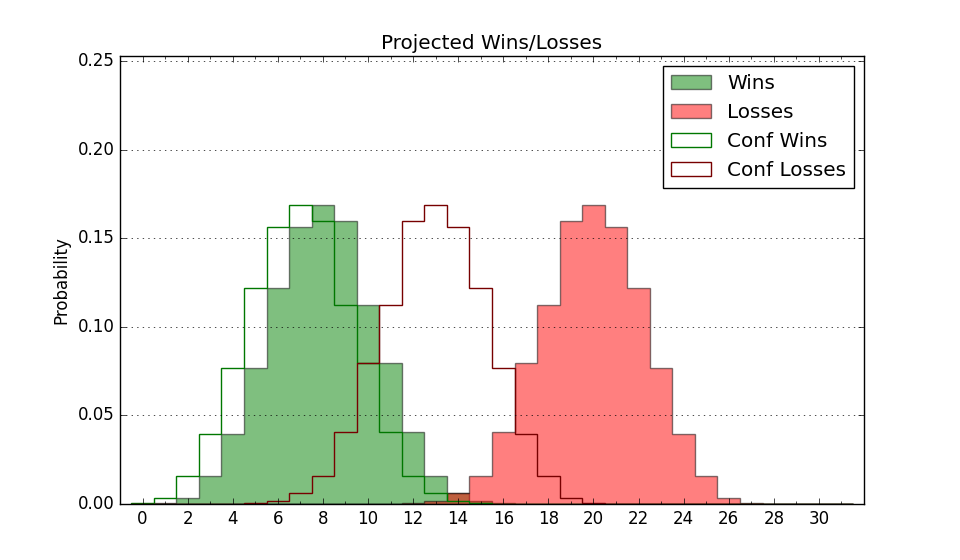 Projected Wins/Losses
0.25
0.20
0.15
0.10
0.05
0.00
Probability
Wins
Losses
Conf Wins
Conf Losses
0 2 4 6 8 10 12 14 16 18 20 22 24 26 28 30